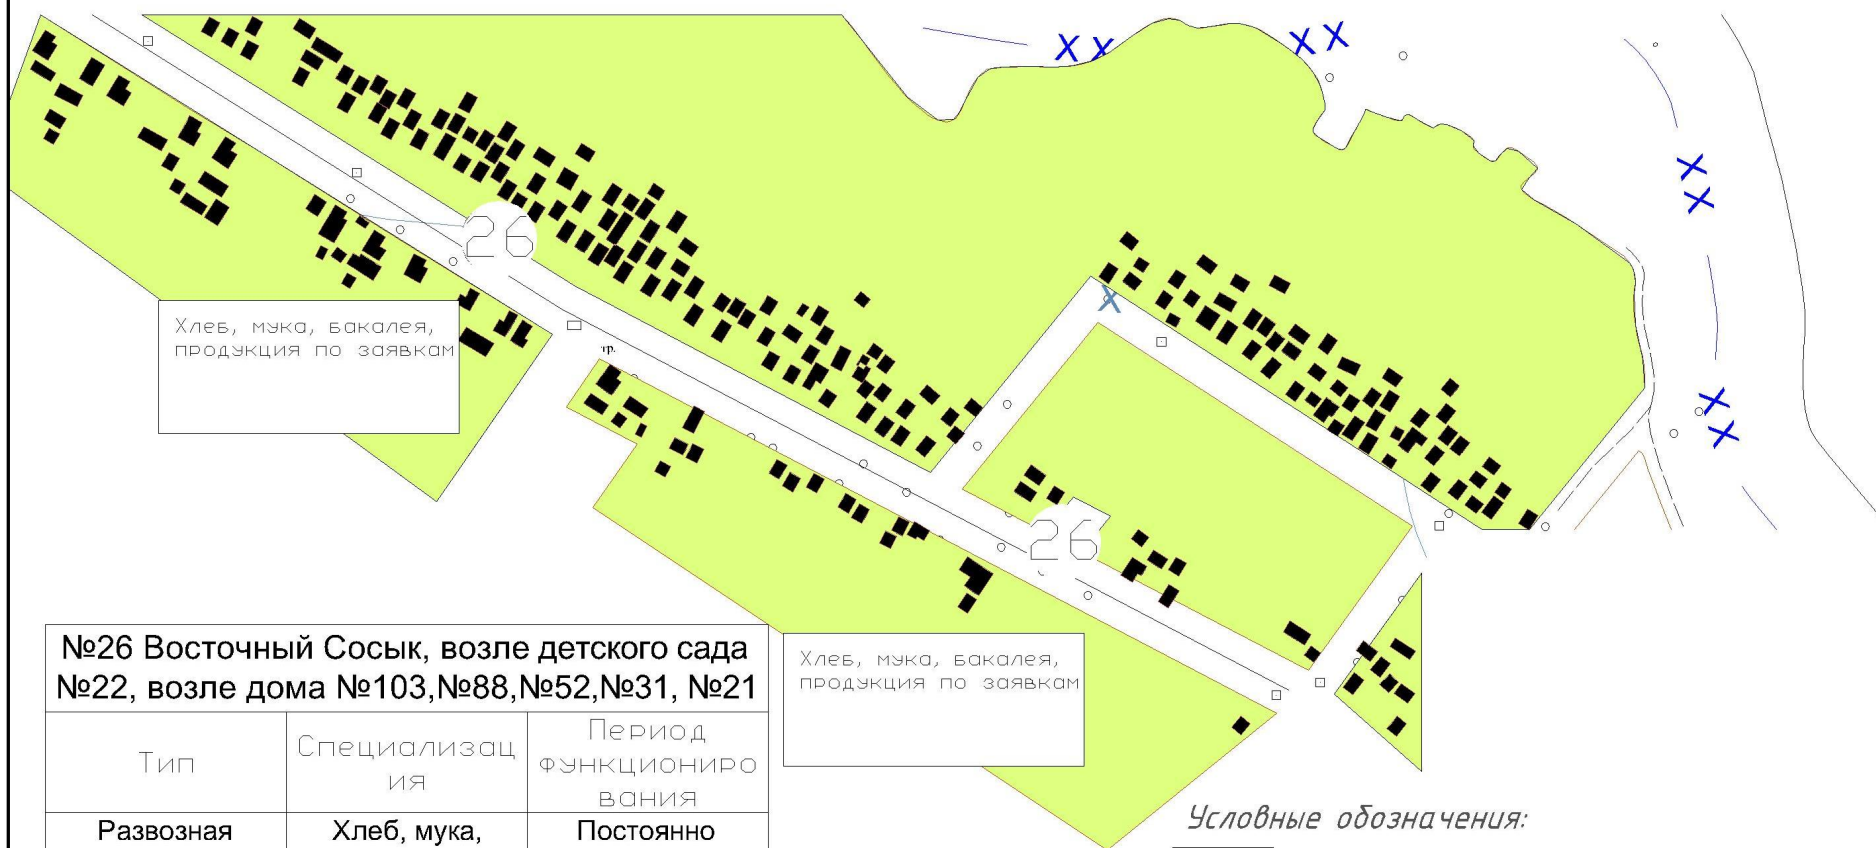 26
Хлеб, мука, бакалея,
продукция по заявкам
тр.
26
№26 Восточный Сосык, возле детского сада
№22, возле дома №103,№88,№52,№31, №21
Тип
Специализац
ия
Период
функциониро
вания
Развозная
Хлеб, мука,
Постоянно
Хлеб, мука, бакалея,
продукция по заявкам
Условные обозначения: